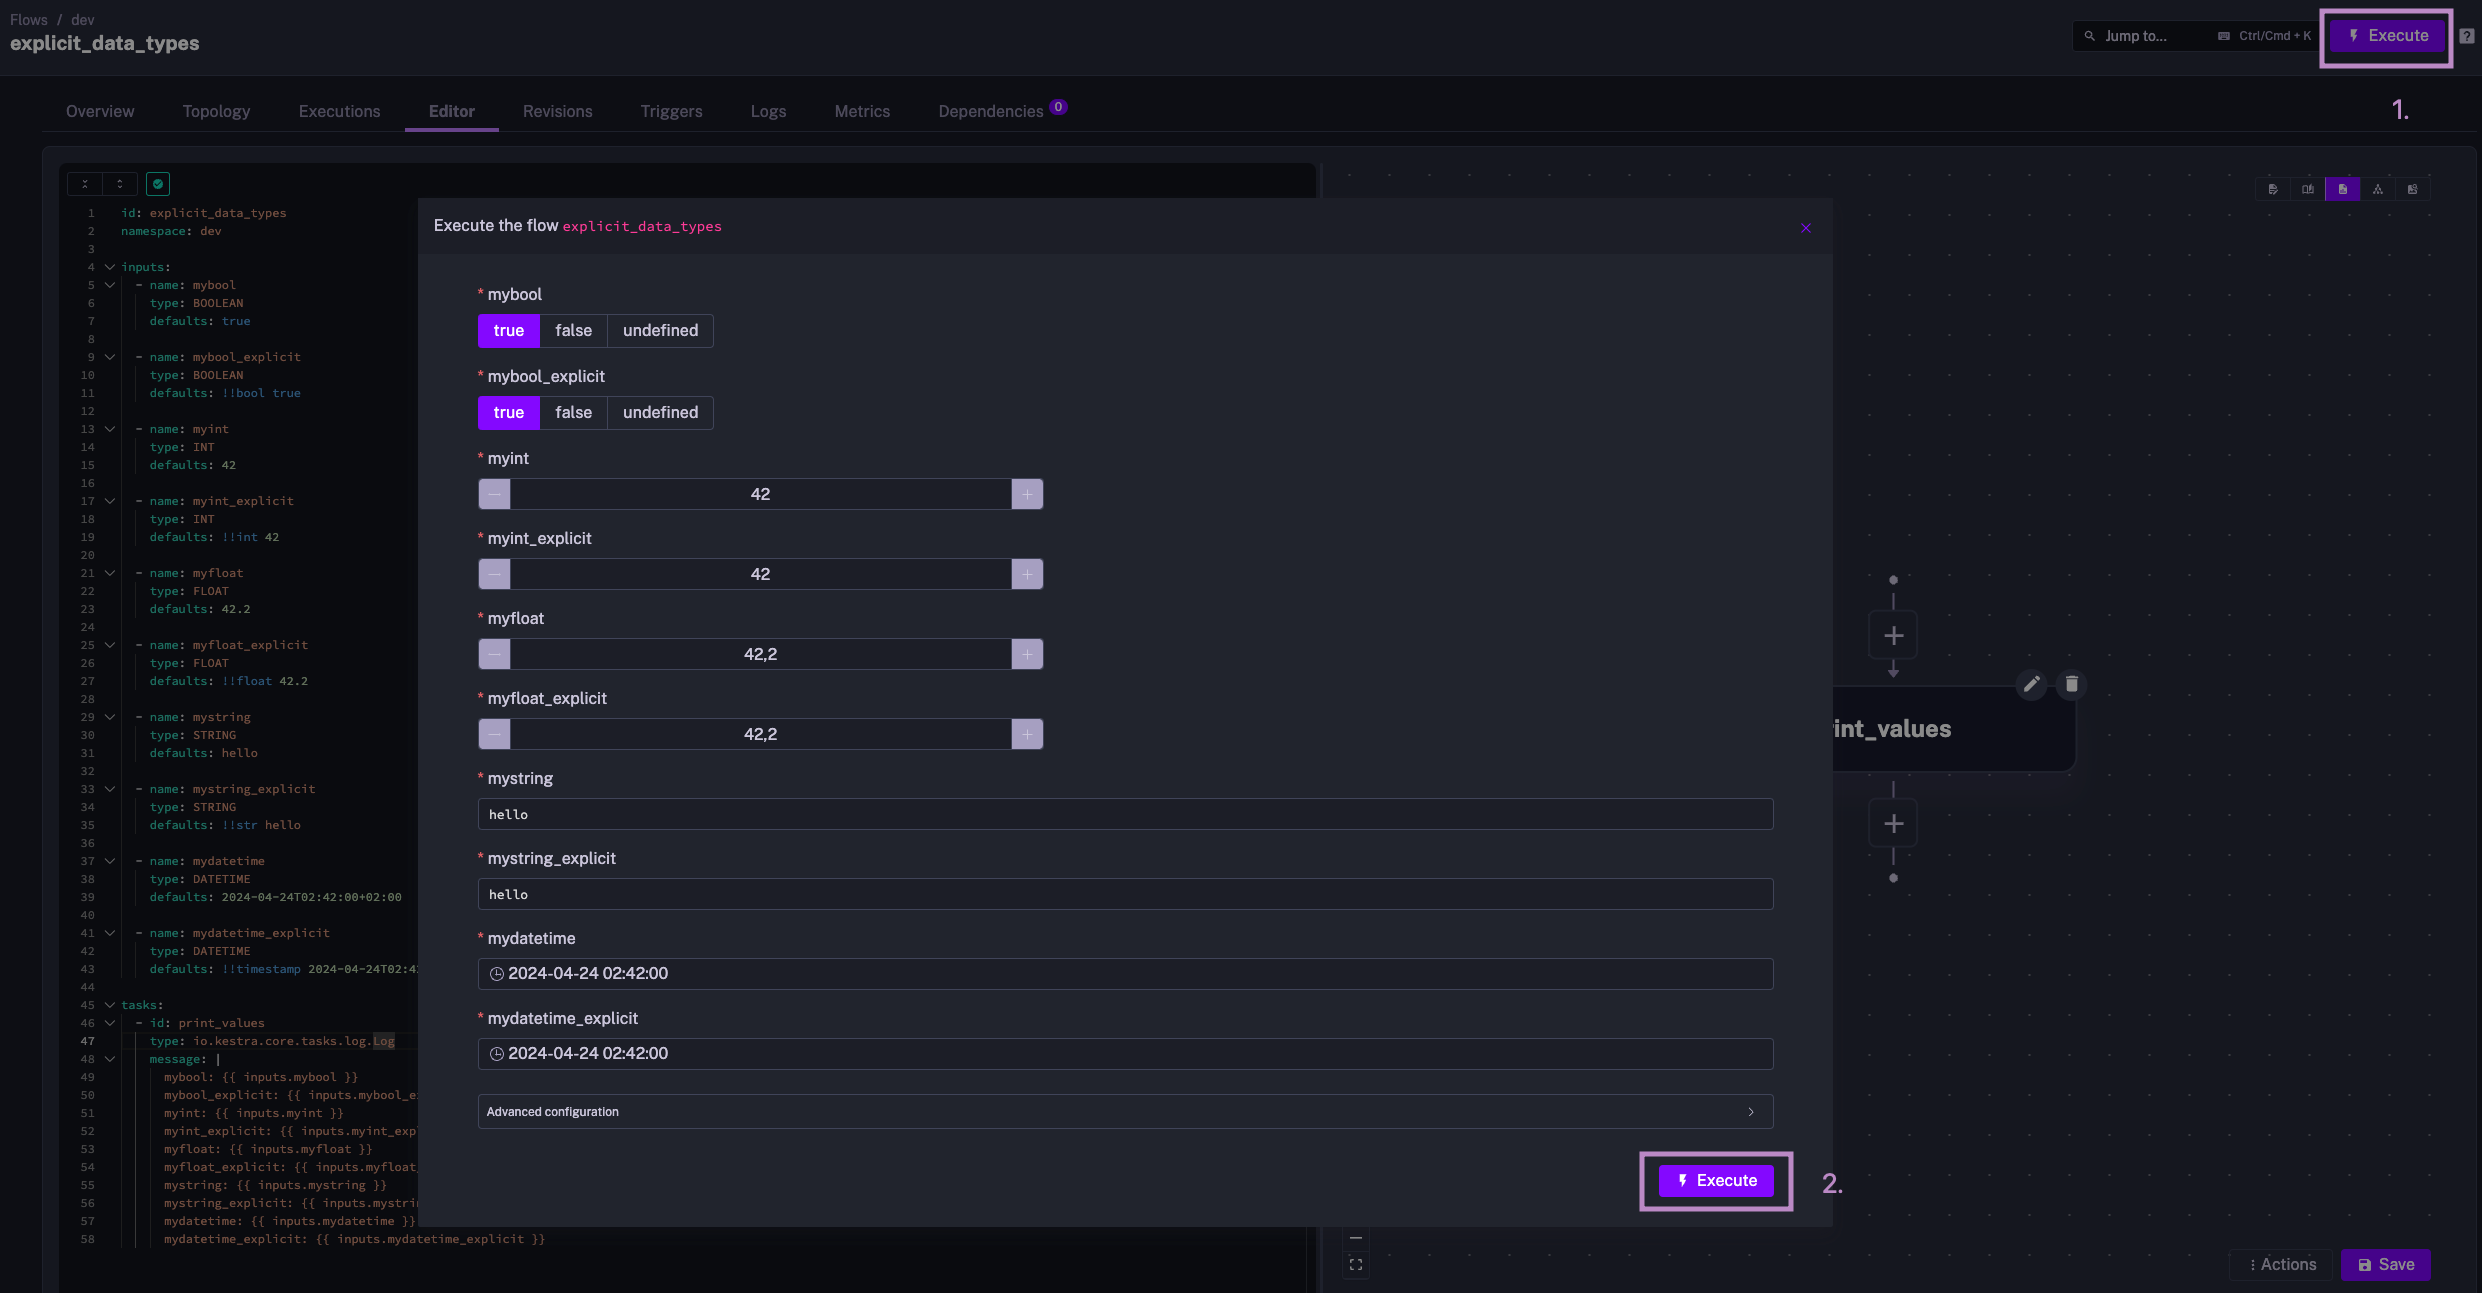 Flows / dev
explicit_data_types
Jump to...
Ctrl/Cmd + K
Execute
?
Overview
Topology
Executions
Editor
Revisions
Triggers
Logs
Metrics
Dependencies 0
1.
1 id: explicit_data_types
2 namespace: dev
3
4 inputs:
5 - name: mybool
6 type: BOOLEAN
7 defaults: true
8
9 - name: mybool_explicit
10 type: BOOLEAN
11 defaults: !!bool true
12
13 - name: myint
14 type: INT
15 defaults: 42
16
17 - name: myint_explicit
18 type: INT
19 defaults: !!int 42
20
21 - name: myfloat
22 type: FLOAT
23 defaults: 42.2
24
25 - name: myfloat_explicit
26 type: FLOAT
27 defaults: !!float 42.2
28
29 - name: mystring
30 type: STRING
31 defaults: hello
32
33 - name: mystring_explicit
34 type: STRING
35 defaults: !!str hello
36
37 - name: mydatetime
38 type: DATETIME
39 defaults: 2024-04-24T02:42:00+02:00
40
41 - name: mydatetime_explicit
42 type: DATETIME
43 defaults: !!timestamp 2024-04-24T02:4
44
45 tasks:
46 - id: print_values
47 type: io.kestra.core.tasks.log.Log
48 message: |
49 mybool: {{ inputs.mybool }}
50 mybool_explicit: {{ inputs.mybool_e
51 myint: {{ inputs.myint }}
52 myint_explicit: {{ inputs.myint_exp
53 myfloat: {{ inputs.myfloat }}
54 myfloat_explicit: {{ inputs.myfloat_
55 mystring: {{ inputs.mystring }}
56 mystring_explicit: {{ inputs.mystri
57 mydatetime: {{ inputs.mydatetime }}
58 mydatetime_explicit: {{ inputs.mydatetime_explicit }}
Execute the flow explicit_data_types
* mybool
true false undefined
* mybool_explicit
true false undefined
* myint
42
* myint_explicit
42
* myfloat
42,2
* myfloat_explicit
42,2
* mystring
hello
* mystring_explicit
hello
* mydatetime
2024-04-24 02:42:00
* mydatetime_explicit
2024-04-24 02:42:00
Advanced configuration
Execute
2.
int_values
Actions
Save